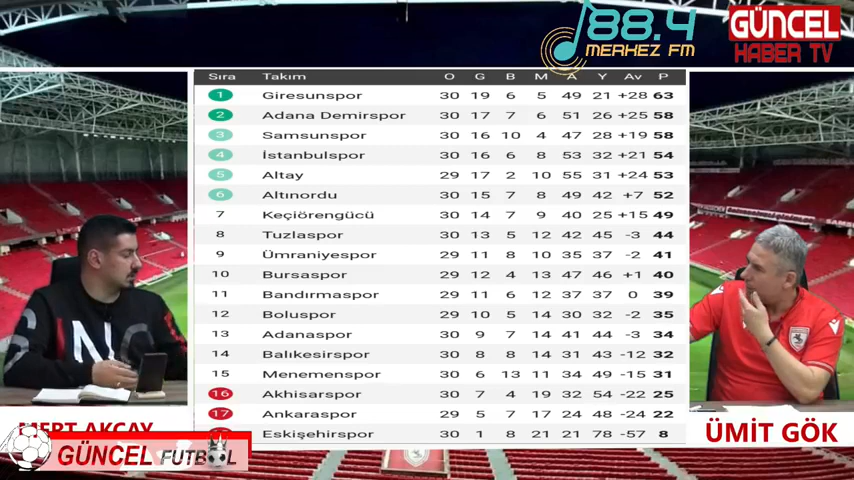 88.4
MERKEZ FM
GÜNCEL
HABER TV
Sıra Takım O G B M A Y Av P
1 Giresunspor 30 19 6 5 49 21 +28 63
2 Adana Demirspor 30 17 7 6 51 26 +25 58
3 Samsunspor 30 16 10 4 47 28 +19 58
4 İstanbulspor 30 16 6 8 53 32 +21 54
5 Altay 29 17 2 10 55 31 +24 53
6 Altınordu 30 15 7 8 49 42 +7 52
7 Keçiörengücü 30 14 7 9 40 25 +15 49
8 Tuzlaspor 30 13 5 12 42 45 -3 44
9 Ümraniyespor 29 11 8 10 35 37 -2 41
10 Bursaspor 29 12 4 13 47 46 +1 40
11 Bandırmaspor 29 11 6 12 37 37 0 39
12 Boluspor 29 10 5 14 30 32 -2 35
13 Adanaspor 30 9 7 14 41 44 -3 34
14 Balıkesirspor 30 8 8 14 31 43 -12 32
15 Menemenspor 30 6 13 11 34 49 -15 31
16 Akhisarspor 30 7 4 19 32 54 -22 25
17 Ankaraspor 29 5 7 17 24 48 -24 22
Eskişehirspor 30 1 8 21 21 78 -57 8
MERT AKÇAY
ÜMİT GÖK
GÜNCEL FUTBOL